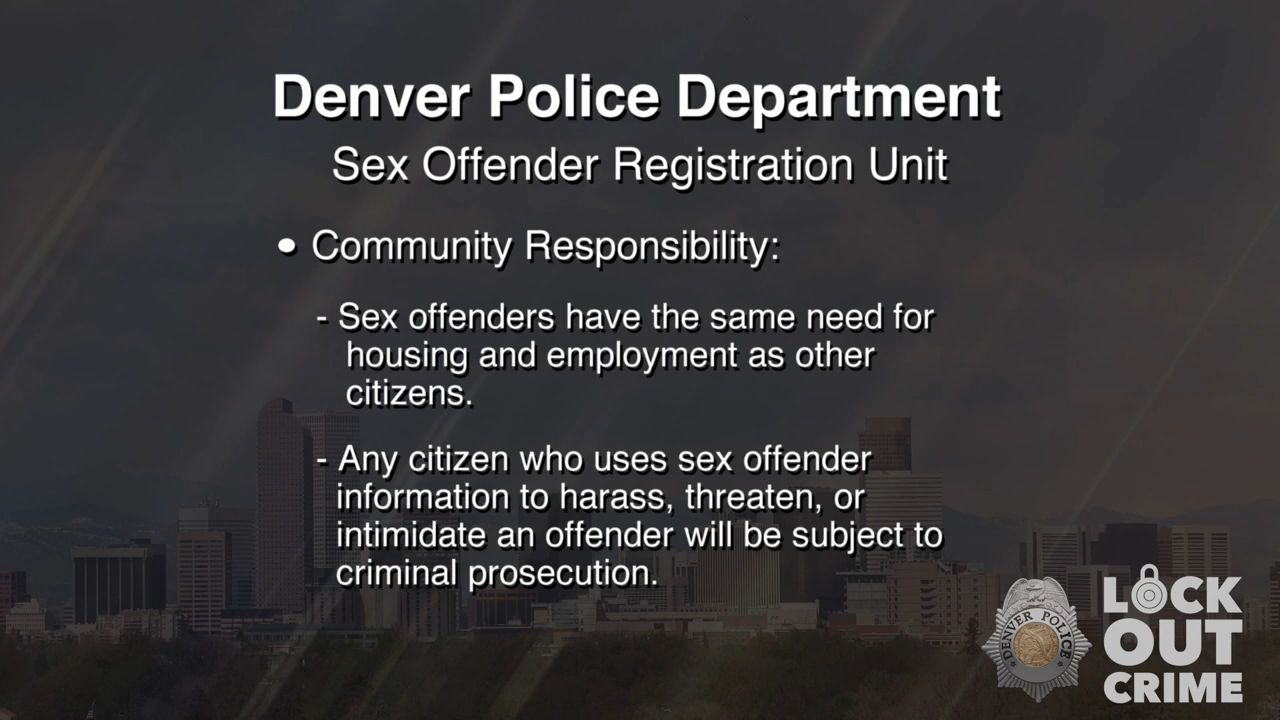 Denver Police Department
Sex Offender Registration Unit
• Community Responsibility:
- Sex offenders have the same need for
housing and employment as other
citizens.
- Any citizen who uses sex offender
information to harass, threaten, or
intimidate an offender will be subject to
criminal prosecution.
DENVER POLICE
LOCK
OUT
CRIME